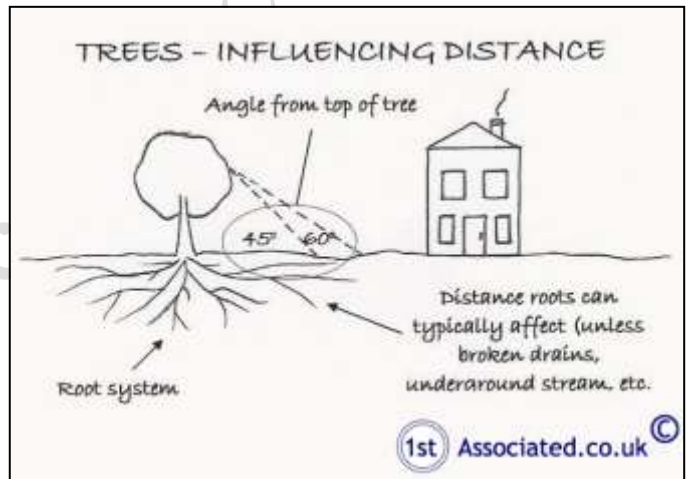 TREES – INFLUENCING DISTANCE
Angle from top of tree
45°
60°
Distance roots can
typically affect (unless
broken drains,
underaround stream, etc.
Root system
1st Associated.co.uk ©